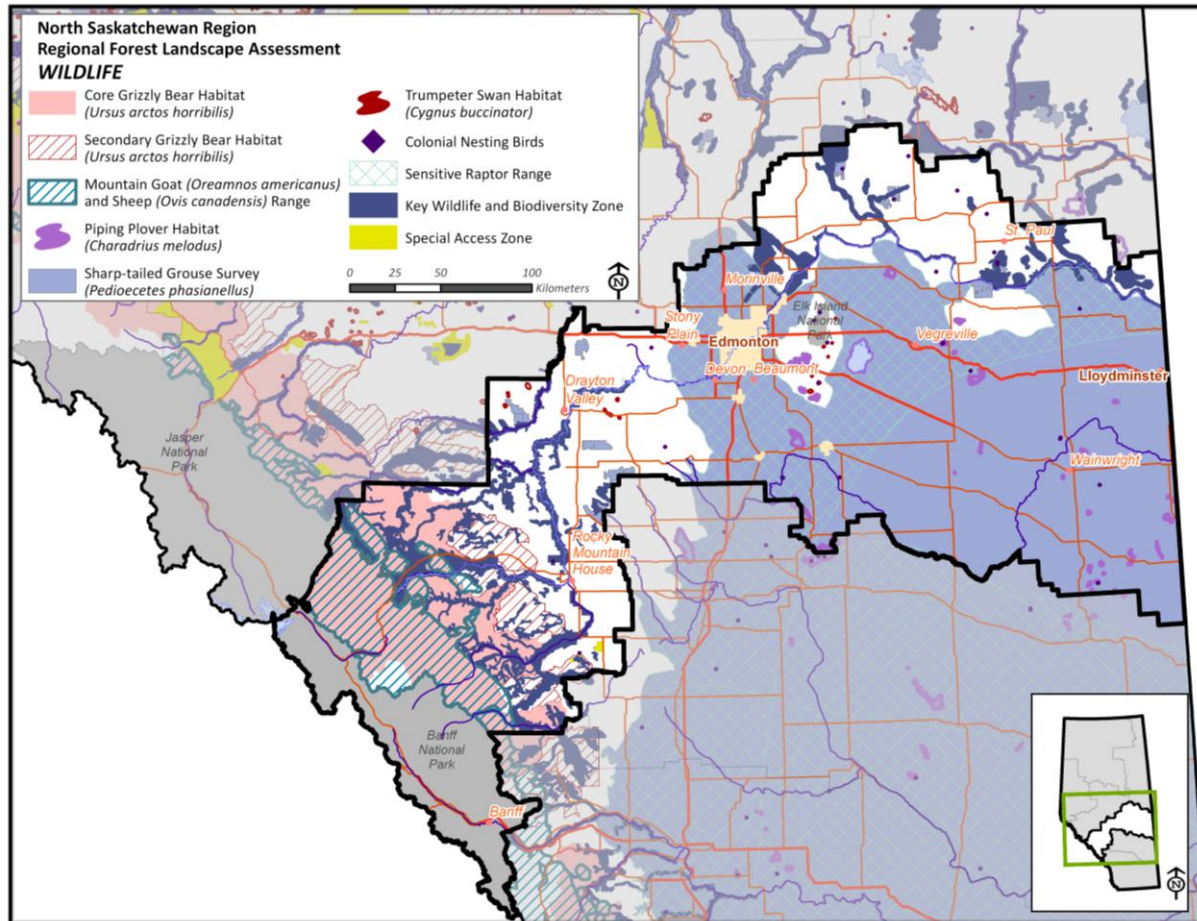 North Saskatchewan Region
Regional Forest Landscape Assessment
WILDLIFE
Core Grizzly Bear Habitat
(Ursus arctos horribilis)
Secondary Grizzly Bear Habitat
(Ursus arctos horribilis)
Mountain Goat (Oreamnos americanus)
and Sheep (Ovis canadensis) Range
Piping Plover Habitat
(Charadrius melodus)
Sharp-tailed Grouse Survey
(Pedioecetes phasianellus)
Trumpeter Swan Habitat
(Cygnus buccinator)
Colonial Nesting Birds
Sensitive Raptor Range
Key Wildlife and Biodiversity Zone
Special Access Zone
0 25 50 100
Kilometers
N
St. Paul
Morinville
Elk Island
National
Park
Stony
Plain
Vegreville
Edmonton
Devon
Beaumont
Lloydminster
Drayton
Valley
Jasper
National
Park
Wainwright
Rocky
Mountain
House
Banff
National
Park
Banff
N